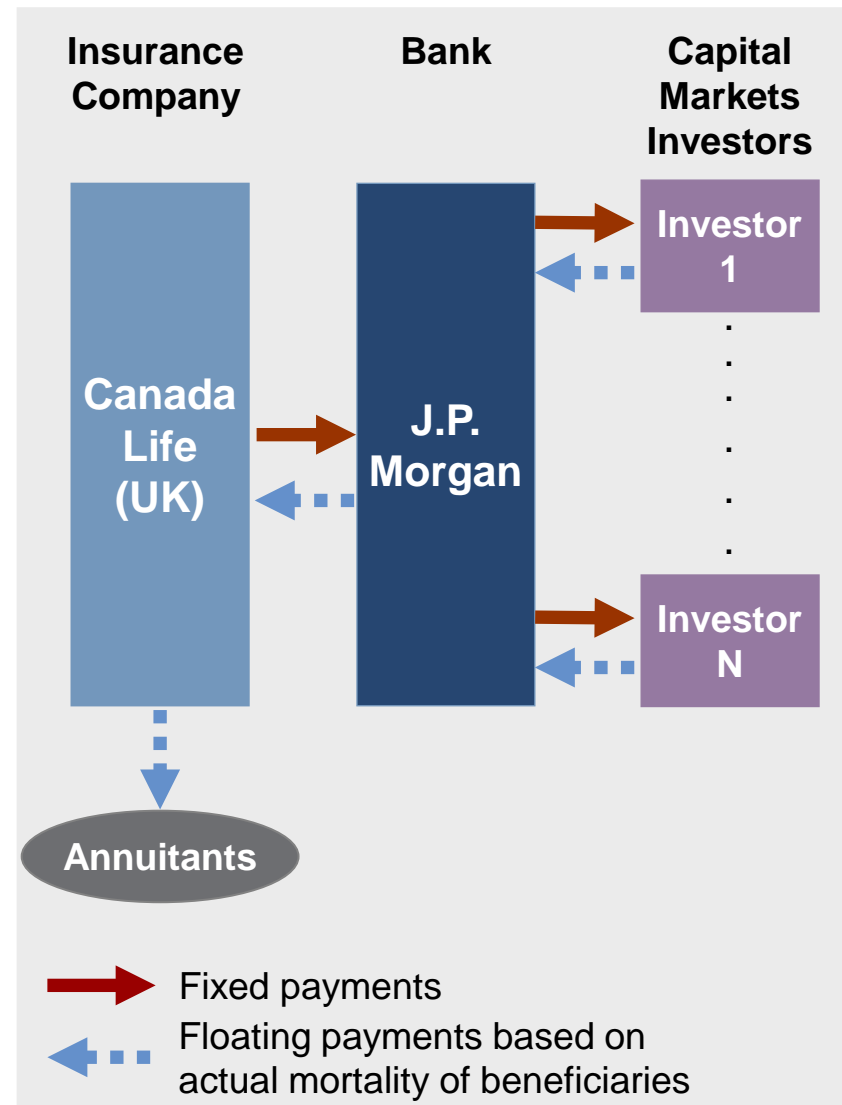 Insurance
Company
Bank
Capital
Markets
Investors
Canada
Life
(UK)
J.P.
Morgan
Investor
1
Investor
N
Annuitants
Fixed payments
Floating payments based on
actual mortality of beneficiaries